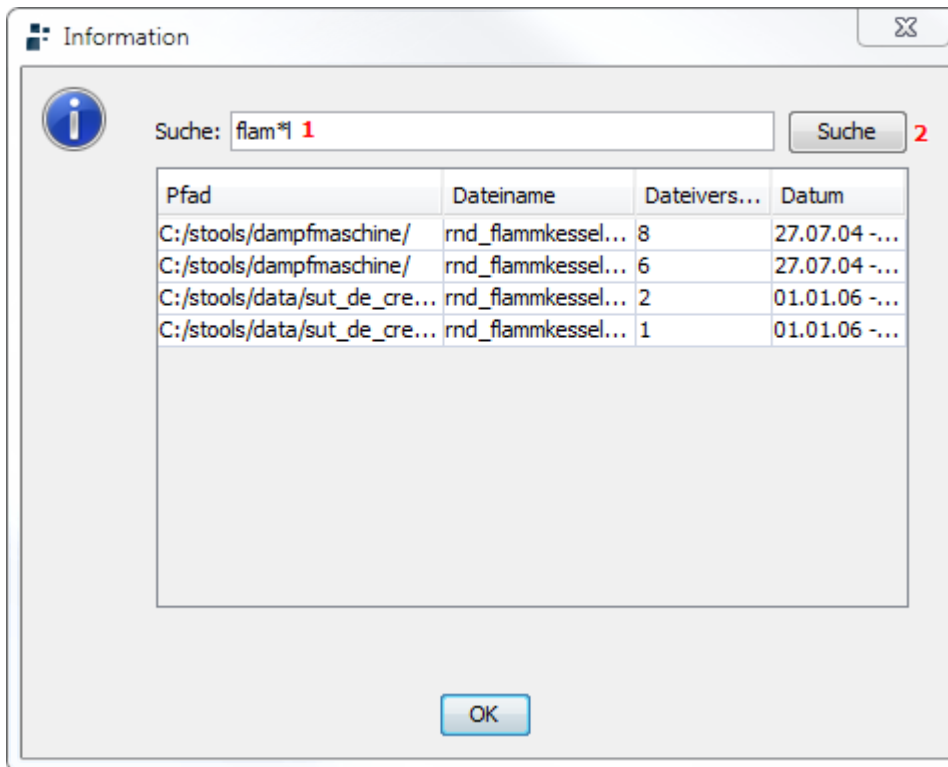 Information
Suche: flam*l 1 Suche 2
Pfad Dateiname Dateivers... Datum
C:/stools/dampfmaschine/ rnd_flammkessel... 8 27.07.04 -...
C:/stools/dampfmaschine/ rnd_flammkessel... 6 27.07.04 -...
C:/stools/data/sut_de_cre... rnd_flammkessel... 2 01.01.06 -...
C:/stools/data/sut_de_cre... rnd_flammkessel... 1 01.01.06 -...
OK